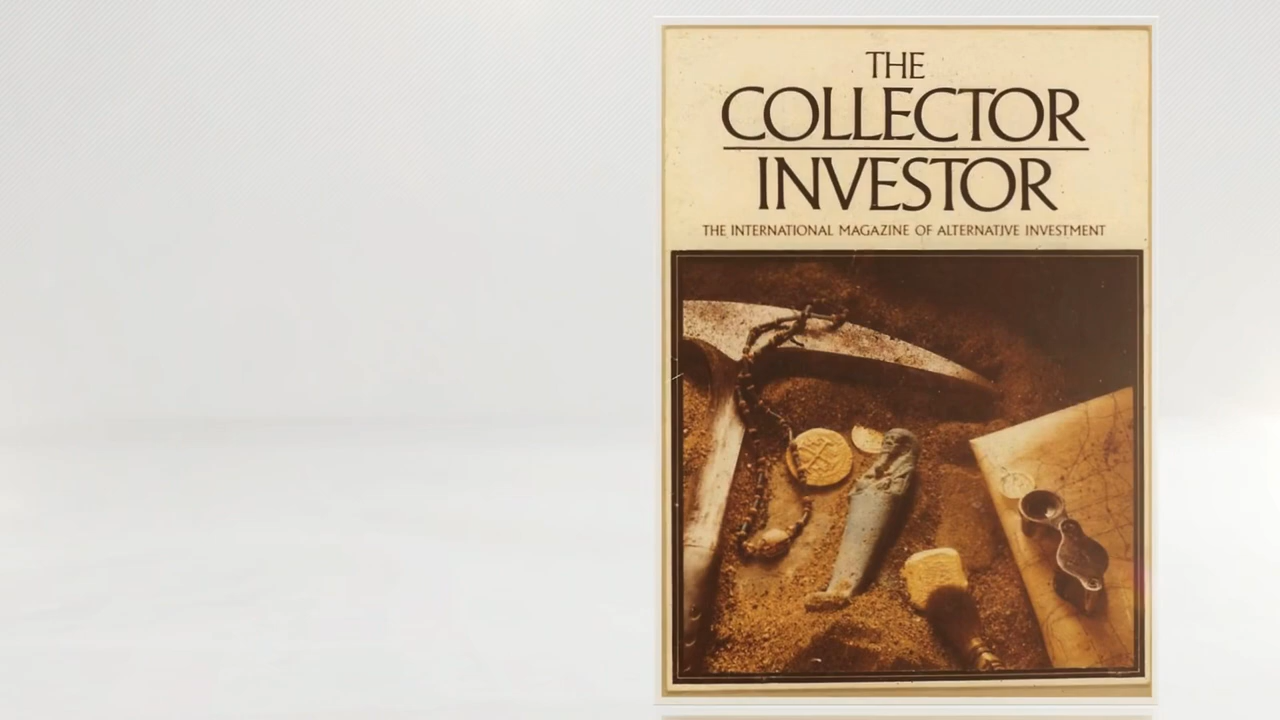 THE
COLLECTOR
INVESTOR
THE INTERNATIONAL MAGAZINE OF ALTERNATIVE INVESTMENT